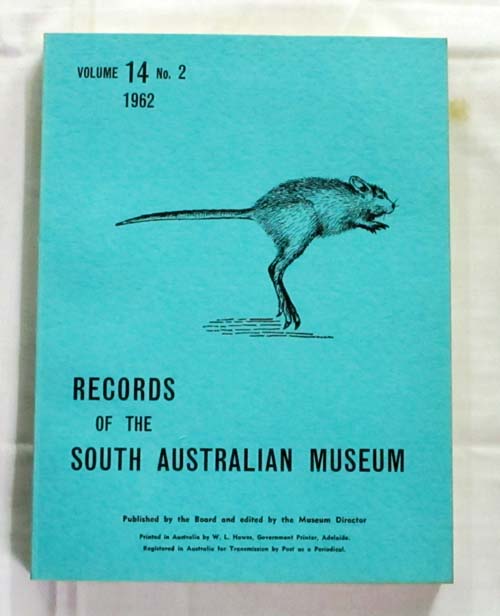 VOLUME 14 No. 2
1962
RECORDS
OF THE
SOUTH AUSTRALIAN MUSEUM
Published by the Board and edited by the Museum Director
Printed in Australia by W. L. Hawes, Government Printer, Adelaide.
Registered in Australia for Transmission by Post as a Periodical.